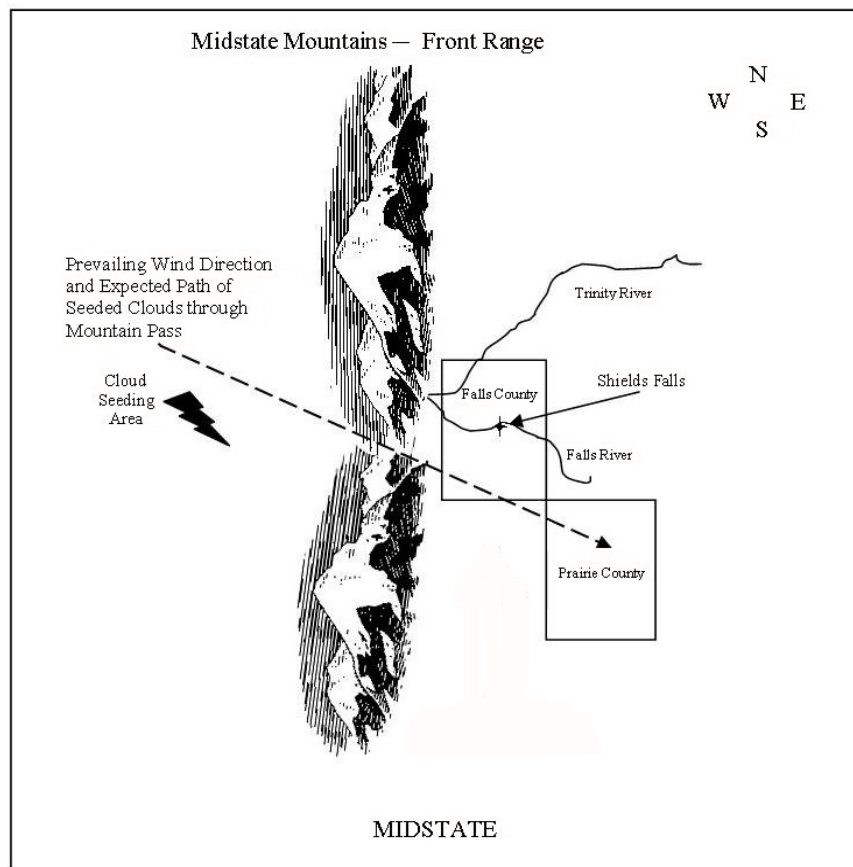 Midstate Mountains — Front Range
N
W E
S
Prevailing Wind Direction
and Expected Path of
Seeded Clouds through
Mountain Pass
Trinity River
Cloud
Seeding
Area
Falls County
Shields Falls
Falls River
Prairie County
MIDSTATE